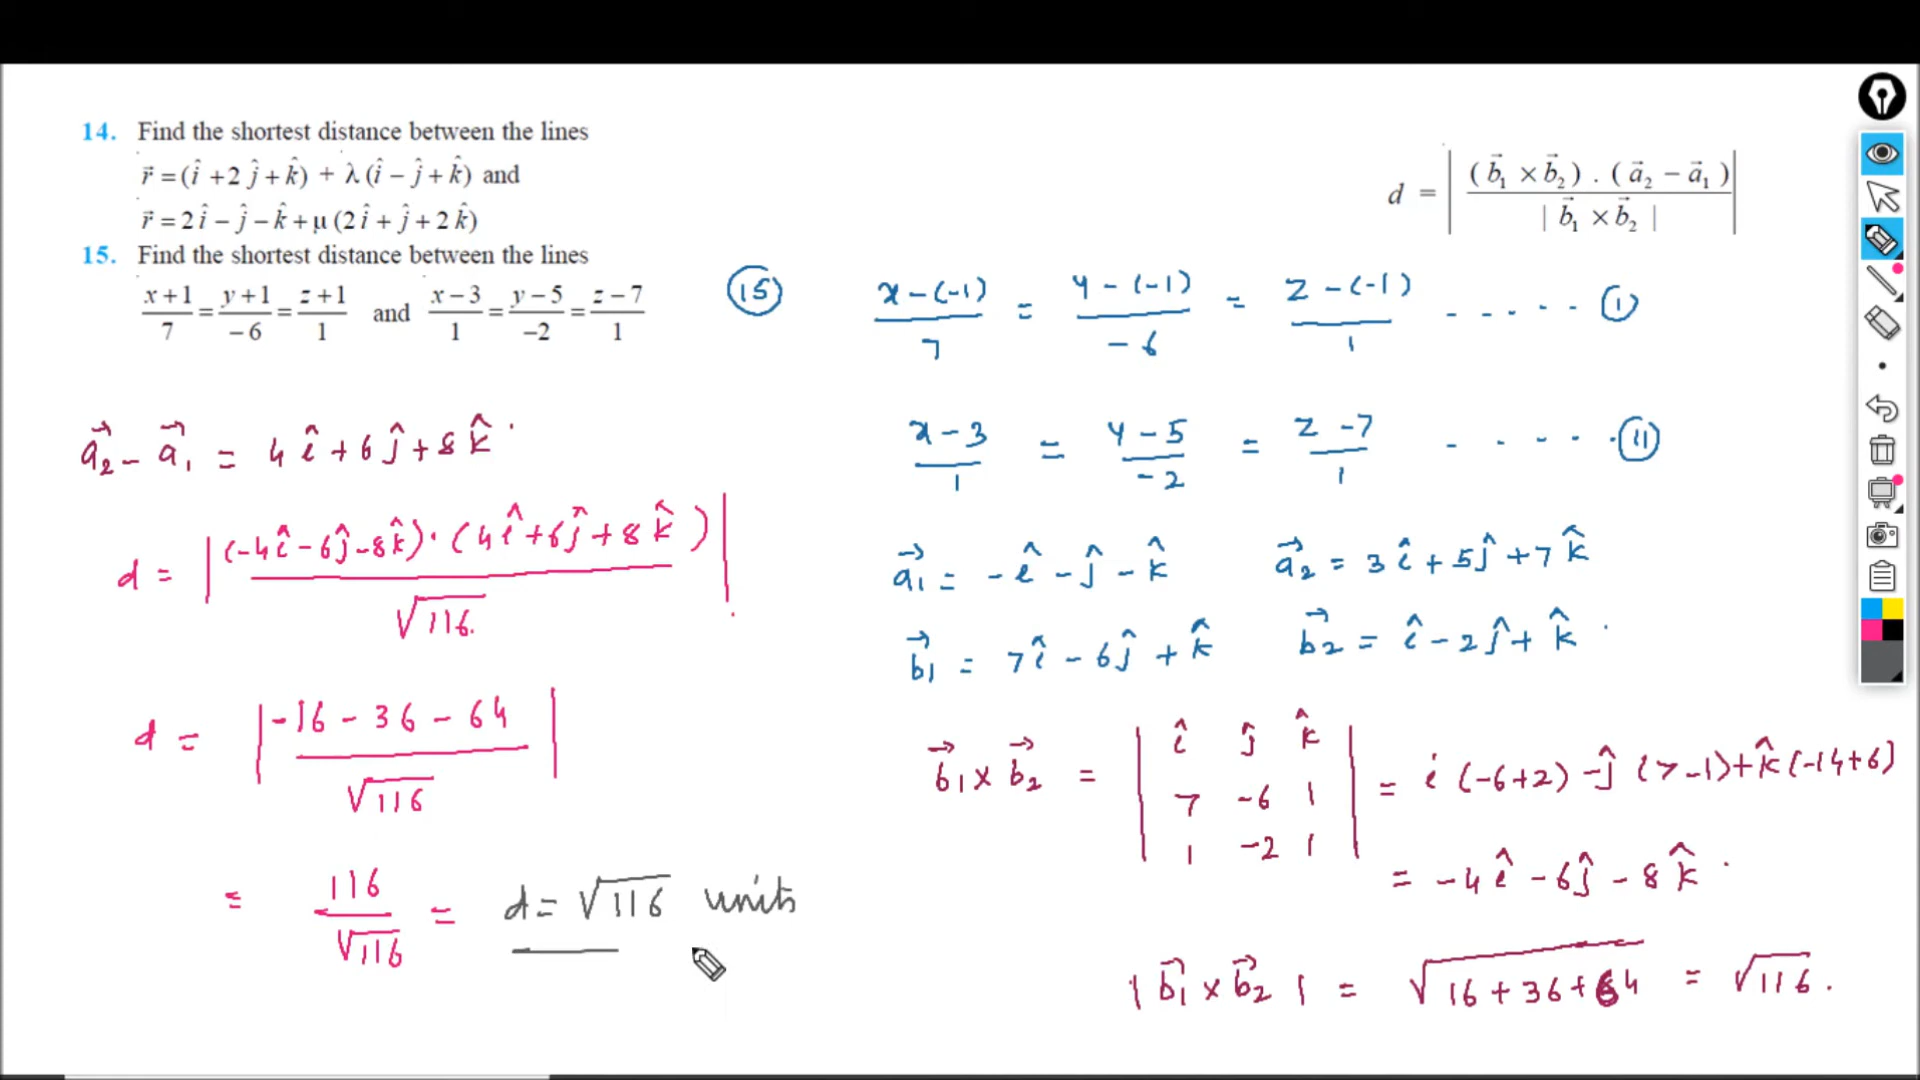 14. Find the shortest distance between the lines
r⃗ = (î + 2ĵ + k̂) + λ(î − ĵ + k̂) and
r⃗ = 2î − ĵ − k̂ + μ(2î + ĵ + 2k̂)
15. Find the shortest distance between the lines
(x+1)/7 = (y+1)/−6 = (z+1)/1 and (x−3)/1 = (y−5)/−2 = (z−7)/1
d = | (b⃗₁ × b⃗₂) . (a⃗₂ − a⃗₁) / | b⃗₁ × b⃗₂ | |
(15) x−(−1)/7 = y−(−1)/−6 = z−(−1)/1 ..... (1)
x−3/1 = y−5/−2 = z−7/1 ..... (11)
a⃗₁ = −î − ĵ − k̂ a⃗₂ = 3î + 5ĵ + 7k̂
b⃗₁ = 7î − 6ĵ + k̂ b⃗₂ = î − 2ĵ + k̂ .
b⃗₁ × b⃗₂ = | î ĵ k̂ | = i(−6+2) − ĵ(7−1) + k̂(−14+6)
7 −6 1
1 −2 1
= −4î − 6ĵ − 8k̂ .
| b⃗₁ × b⃗₂ | = √(16+36+64) = √116 .
a⃗₂ − a⃗₁ = 4î + 6ĵ + 8k̂ .
d = | (−4î − 6ĵ − 8k̂) · (4î + 6ĵ + 8k̂) / √116. | .
d = | −16 − 36 − 64 / √116 |
= 116/√116 = d = √116 units